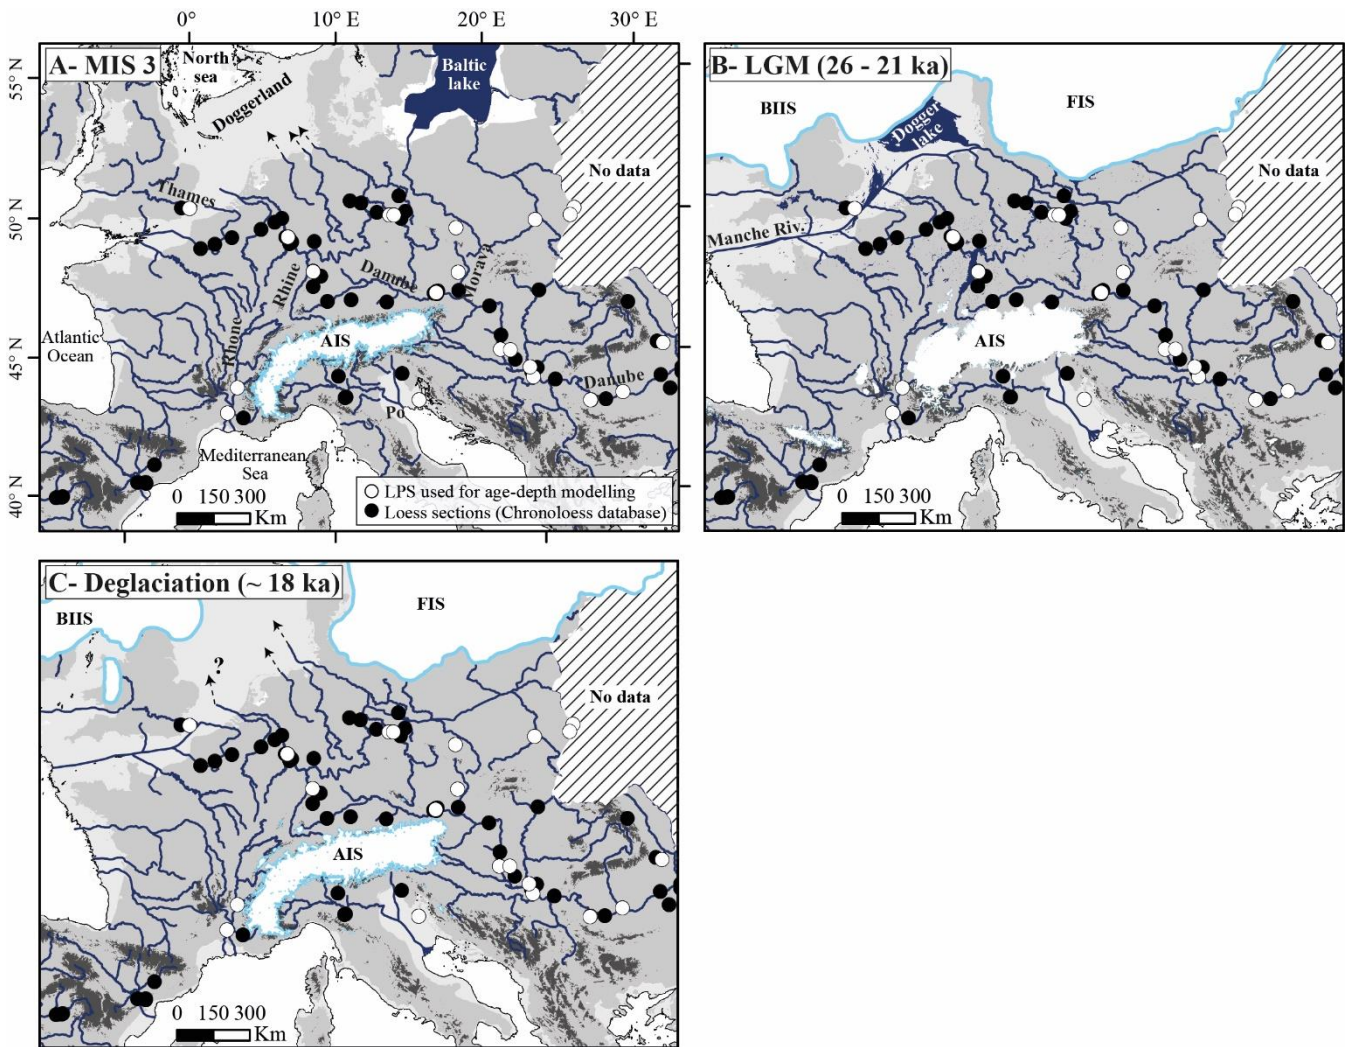 0°
10° E
20° E
30° E
A- MIS 3
North
sea
Doggerland
Baltic
lake
No data
55° N
50° N
45° N
40° N
Thames
Rhine
Danube
Morava
Rhone
Atlantic
Ocean
AIS
Danube
Po
Mediterranean
Sea
0 150 300
Km
LPS used for age-depth modelling
Loess sections (Chronoloess database)
B- LGM (26 - 21 ka)
BIIS
FIS
Dogger
lake
No data
Manche Riv.
AIS
0 150 300
Km
C- Deglaciation (~ 18 ka)
BIIS
FIS
?
No data
AIS
0 150 300
Km